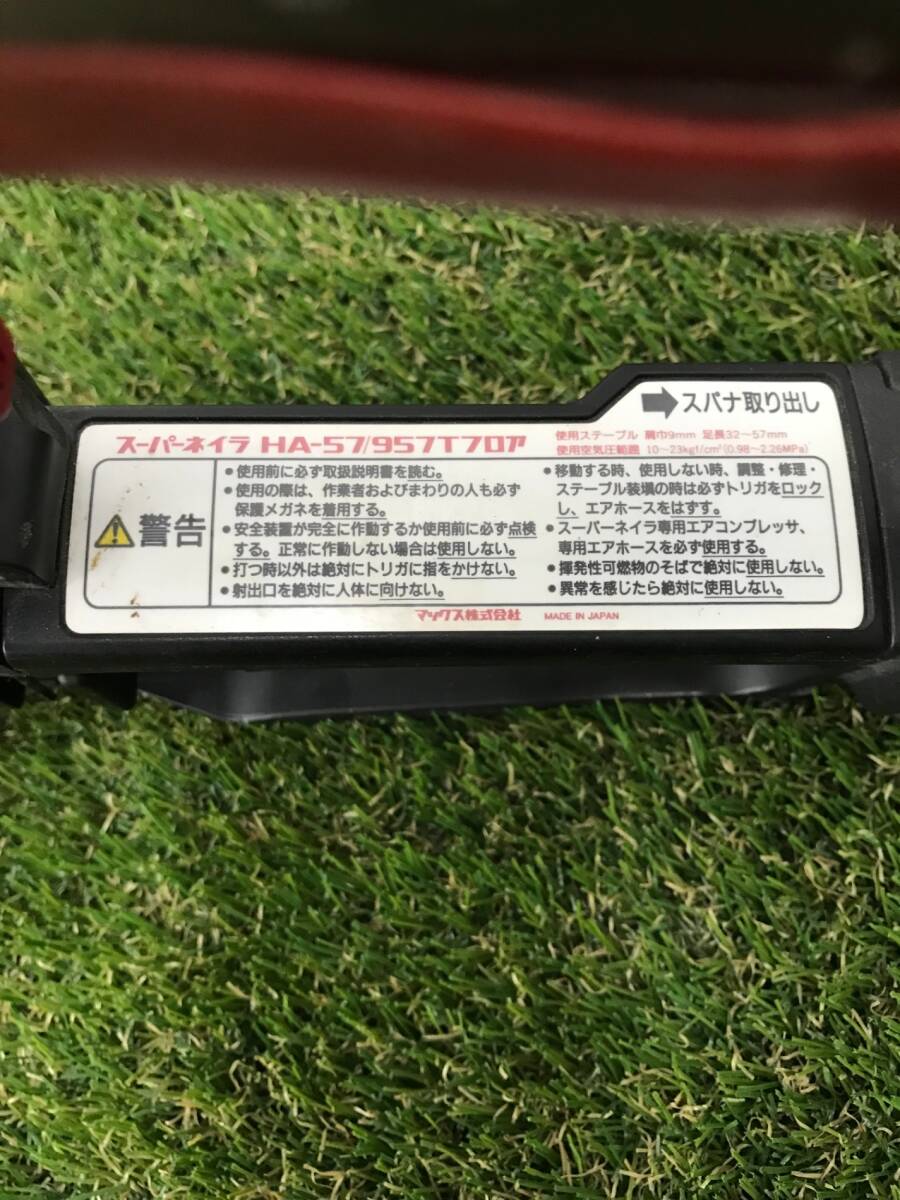 ➡スパナ取り出し
スーパーネイラ HA-57/957Tフロア
使用ステープル 肩巾9mm 足長32〜57mm
使用空気圧範囲 10〜23kgf/cm²(0.98〜2.26MPa)
警告
•使用前に必ず取扱説明書を読む。
•使用の際は、作業者およびまわりの人も必ず
保護メガネを着用する。
•安全装置が完全に作動するか使用前に必ず点検
する。正常に作動しない場合は使用しない。
•打つ時以外は絶対にトリガに指をかけない。
•射出口を絶対に人体に向けない。
•移動する時、使用しない時、調整・修理・
ステープル装填の時は必ずトリガをロック
し、エアホースをはずす。
•スーパーネイラ専用エアコンプレッサ、
専用エアホースを必ず使用する。
•揮発性可燃物のそばで絶対に使用しない。
•異常を感じたら絶対に使用しない。
マックス株式会社 MADE IN JAPAN